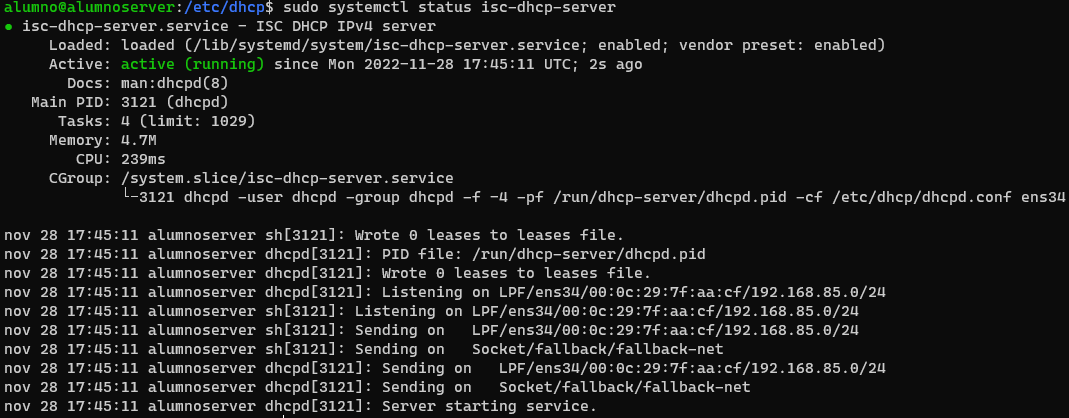 alumno@alumnoserver:/etc/dhcp$ sudo systemctl status isc-dhcp-server
● isc-dhcp-server.service - ISC DHCP IPv4 server
     Loaded: loaded (/lib/systemd/system/isc-dhcp-server.service; enabled; vendor preset: enabled)
     Active: active (running) since Mon 2022-11-28 17:45:11 UTC; 2s ago
       Docs: man:dhcpd(8)
   Main PID: 3121 (dhcpd)
      Tasks: 4 (limit: 1029)
     Memory: 4.7M
        CPU: 239ms
     CGroup: /system.slice/isc-dhcp-server.service
             └─3121 dhcpd -user dhcpd -group dhcpd -f -4 -pf /run/dhcp-server/dhcpd.pid -cf /etc/dhcp/dhcpd.conf ens34

nov 28 17:45:11 alumnoserver sh[3121]: Wrote 0 leases to leases file.
nov 28 17:45:11 alumnoserver dhcpd[3121]: PID file: /run/dhcp-server/dhcpd.pid
nov 28 17:45:11 alumnoserver dhcpd[3121]: Wrote 0 leases to leases file.
nov 28 17:45:11 alumnoserver dhcpd[3121]: Listening on LPF/ens34/00:0c:29:7f:aa:cf/192.168.85.0/24
nov 28 17:45:11 alumnoserver sh[3121]: Listening on LPF/ens34/00:0c:29:7f:aa:cf/192.168.85.0/24
nov 28 17:45:11 alumnoserver sh[3121]: Sending on   LPF/ens34/00:0c:29:7f:aa:cf/192.168.85.0/24
nov 28 17:45:11 alumnoserver sh[3121]: Sending on   Socket/fallback/fallback-net
nov 28 17:45:11 alumnoserver dhcpd[3121]: Sending on   LPF/ens34/00:0c:29:7f:aa:cf/192.168.85.0/24
nov 28 17:45:11 alumnoserver dhcpd[3121]: Sending on   Socket/fallback/fallback-net
nov 28 17:45:11 alumnoserver dhcpd[3121]: Server starting service.